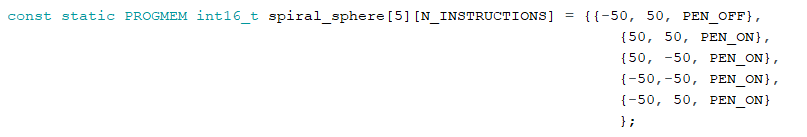 const static PROGMEM int16_t spiral_sphere[5][N_INSTRUCTIONS] = {{-50, 50, PEN_OFF},
{50, 50, PEN_ON},
{50, -50, PEN_ON},
{-50,-50, PEN_ON},
{-50, 50, PEN_ON}
};